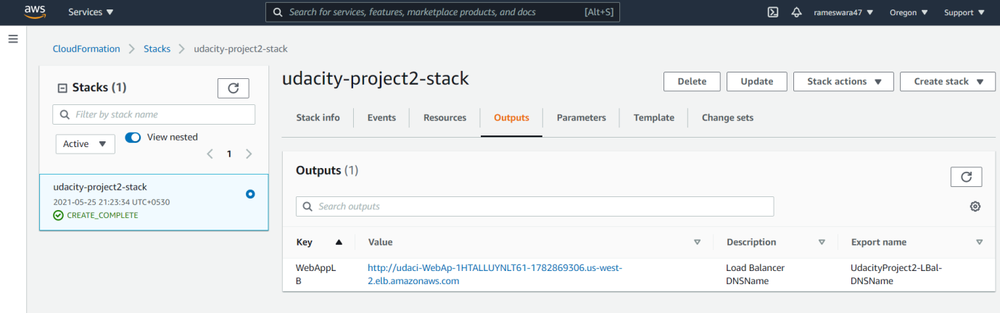 aws Services Search for services, features, marketplace products, and docs [Alt+S] rameswara47 Oregon Support
CloudFormation Stacks udacity-project2-stack
Stacks (1)
Filter by stack name
Active View nested
1
udacity-project2-stack
2021-05-25 21:23:34 UTC+0530
CREATE_COMPLETE
udacity-project2-stack
Delete Update Stack actions Create stack
Stack info Events Resources Outputs Parameters Template Change sets
Outputs (1)
Search outputs
Key Value Description Export name
WebAppL http://udaci-WebAp-1HTALLUYNLT61-1782869306.us-west- Load Balancer UdacityProject2-LBal-
B 2.elb.amazonaws.com DNSName DNSName